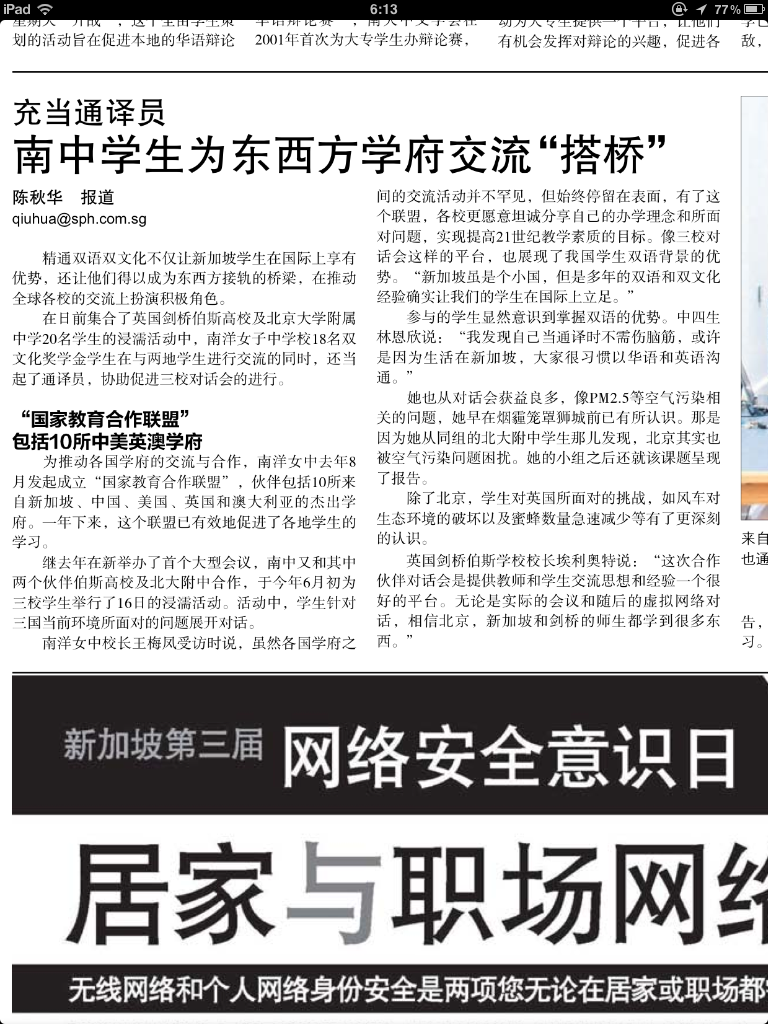 iPad
6:13
77%
划的活动旨在促进本地的华语辩论
2001年首次为大专学生办辩论赛，
有机会发挥对辩论的兴趣，促进各
敌，
充当通译员
南中学生为东西方学府交流“搭桥”
陈秋华 报道
qiuhua@sph.com.sg
精通双语双文化不仅让新加坡学生在国际上享有
优势，还让他们得以成为东西方接轨的桥梁，在推动
全球各校的交流上扮演积极角色。
在日前集合了英国剑桥伯斯高校及北京大学附属
中学20名学生的浸濡活动中，南洋女子中学校18名双
文化奖学金学生在与两地学生进行交流的同时，还当
起了通译员，协助促进三校对话会的进行。
“国家教育合作联盟”
包括10所中美英澳学府
为推动各国学府的交流与合作，南洋女中去年8
月发起成立“国家教育合作联盟”，伙伴包括10所来
自新加坡、中国、美国、英国和澳大利亚的杰出学
府。一年下来，这个联盟已有效地促进了各地学生的
学习。
继去年在新举办了首个大型会议，南中又和其中
两个伙伴伯斯高校及北大附中合作，于今年6月初为
三校学生举行了16日的浸濡活动。活动中，学生针对
三国当前环境所面对的问题展开对话。
南洋女中校长王梅凤受访时说，虽然各国学府之
间的交流活动并不罕见，但始终停留在表面，有了这
个联盟，各校更愿意坦诚分享自己的办学理念和所面
对问题，实现提高21世纪教学素质的目标。像三校对
话会这样的平台，也展现了我国学生双语背景的优
势。“新加坡虽是个小国，但是多年的双语和双文化
经验确实让我们的学生在国际上立足。”
参与的学生显然意识到掌握双语的优势。中四生
林恩欣说：“我发现自己当通译时不需伤脑筋，或许
是因为生活在新加坡，大家很习惯以华语和英语沟
通。”
她也从对话会获益良多，像PM2.5等空气污染相
关的问题，她早在烟霾笼罩狮城前已有所认识。那是
因为她从同组的北大附中学生那儿发现，北京其实也
被空气污染问题困扰。她的小组之后还就该课题呈现
了报告。
除了北京，学生对英国所面对的挑战，如风车对
生态环境的破坏以及蜜蜂数量急速减少等有了更深刻
的认识。
英国剑桥伯斯学校校长埃利奥特说：“这次合作
伙伴对话会是提供教师和学生交流思想和经验一个很
好的平台。无论是实际的会议和随后的虚拟网络对
话，相信北京，新加坡和剑桥的师生都学到很多东
西。”
来自
也通
告，
习。
新加坡第三届 网络安全意识日
居家与职场网络
无线网络和个人网络身份安全是两项您无论在居家或职场都